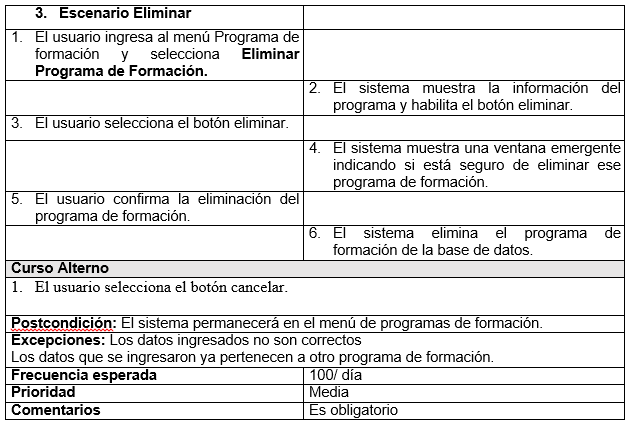 3. Escenario Eliminar
1. El usuario ingresa al menú Programa de
formación y selecciona Eliminar
Programa de Formación.
2. El sistema muestra la información del
programa y habilita el botón eliminar.
3. El usuario selecciona el botón eliminar.
4. El sistema muestra una ventana emergente
indicando si está seguro de eliminar ese
programa de formación.
5. El usuario confirma la eliminación del
programa de formación.
6. El sistema elimina el programa de
formación de la base de datos.
Curso Alterno
1. El usuario selecciona el botón cancelar.
Postcondición: El sistema permanecerá en el menú de programas de formación.
Excepciones: Los datos ingresados no son correctos
Los datos que se ingresaron ya pertenecen a otro programa de formación.
Frecuencia esperada 100/ día
Prioridad Media
Comentarios Es obligatorio